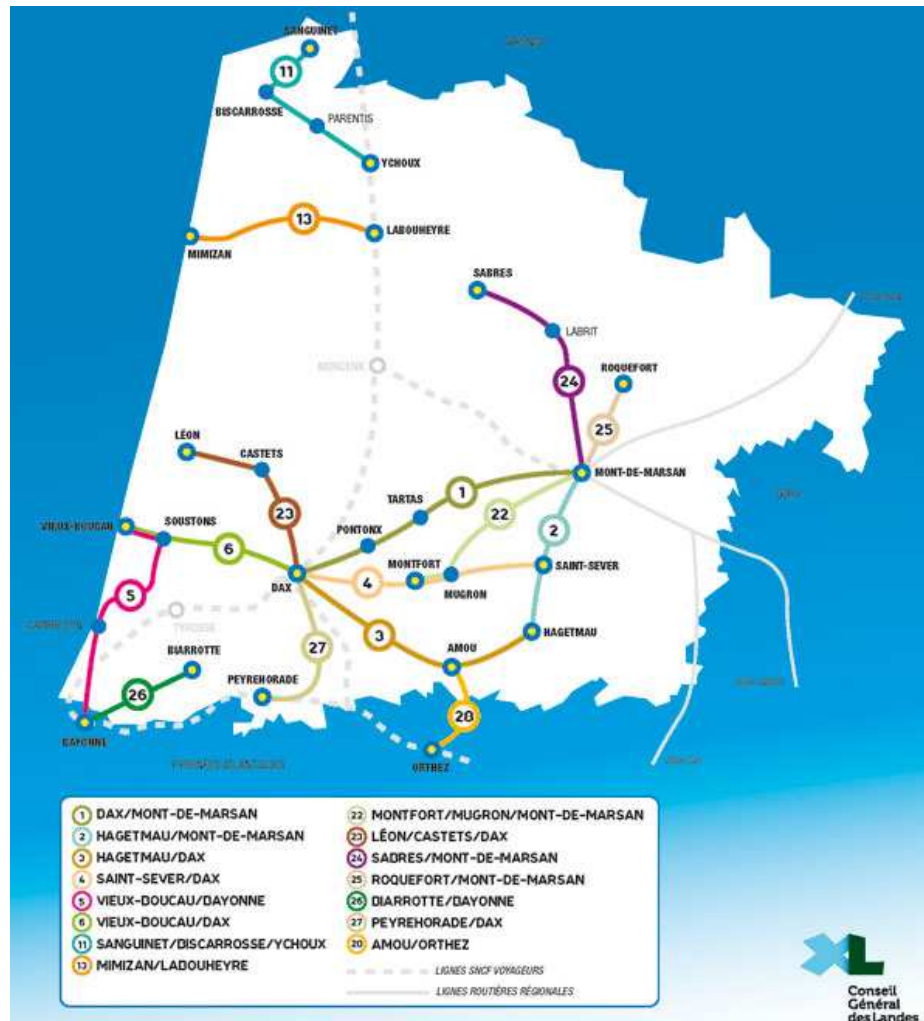 SANGUINET
11
BISCARROSSE
PARENTIS
YCHOUX
13
LABOUHEYRE
MIMIZAN
SABRES
LABRIT
24
ROQUEFORT
25
LÉON
CASTETS
MONT-DE-MARSAN
1
TARTAS
22
23
PONTONX
2
VIEUX-BOUCAU
SOUSTONS
6
MONTFORT
SAINT-SEVER
4
DAX
MUGRON
5
CAPBRETON
TYROSSE
3
HAGETMAU
27
AMOU
BIARROTTE
26
PEYREHORADE
28
BAYONNE
ORTHEZ
PYRÉNÉES ATLANTIQUES
1 DAX/MONT-DE-MARSAN
2 HAGETMAU/MONT-DE-MARSAN
3 HAGETMAU/DAX
4 SAINT-SEVER/DAX
5 VIEUX-BOUCAU/BAYONNE
6 VIEUX-BOUCAU/DAX
11 SANGUINET/BISCARROSSE/YCHOUX
13 MIMIZAN/LABOUHEYRE
22 MONTFORT/MUGRON/MONT-DE-MARSAN
23 LÉON/CASTETS/DAX
24 SABRES/MONT-DE-MARSAN
25 ROQUEFORT/MONT-DE-MARSAN
26 BIARROTTE/BAYONNE
27 PEYREHORADE/DAX
28 AMOU/ORTHEZ
LIGNES SNCF VOYAGEURS
LIGNES ROUTIÈRES RÉGIONALES
XL
Conseil
Général
des Landes